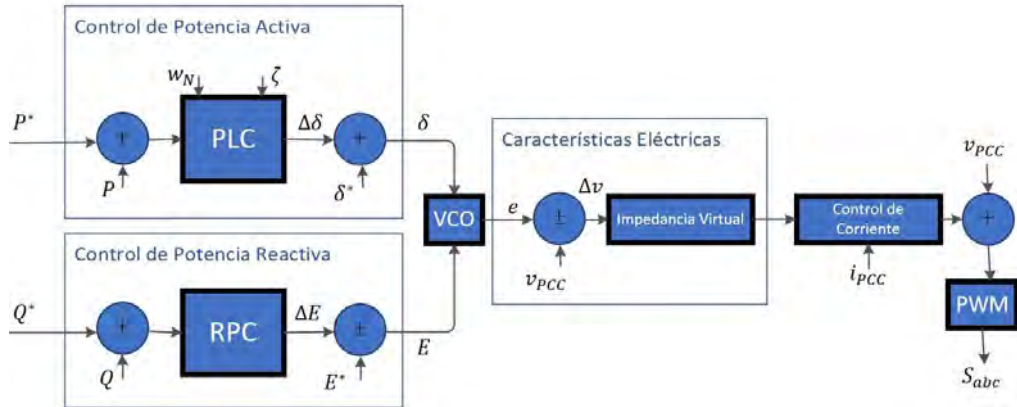 Control de Potencia Activa
w_N
ζ
P*
+
PLC
Δδ
+
δ
P
δ*
Características Eléctricas
v_PCC
VCO
e
±
Δv
Impedancia Virtual
Control de
Corriente
+
v_PCC
i_PCC
Control de Potencia Reactiva
Q*
+
RPC
ΔE
±
E
Q
E*
PWM
S_abc